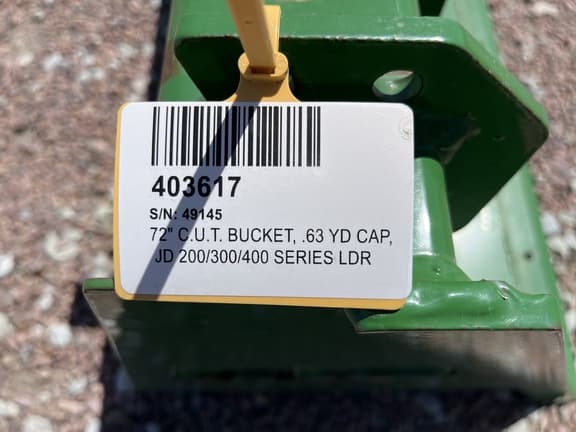 403617
S/N: 49145
72" C.U.T. BUCKET, .63 YD CAP,
JD 200/300/400 SERIES LDR